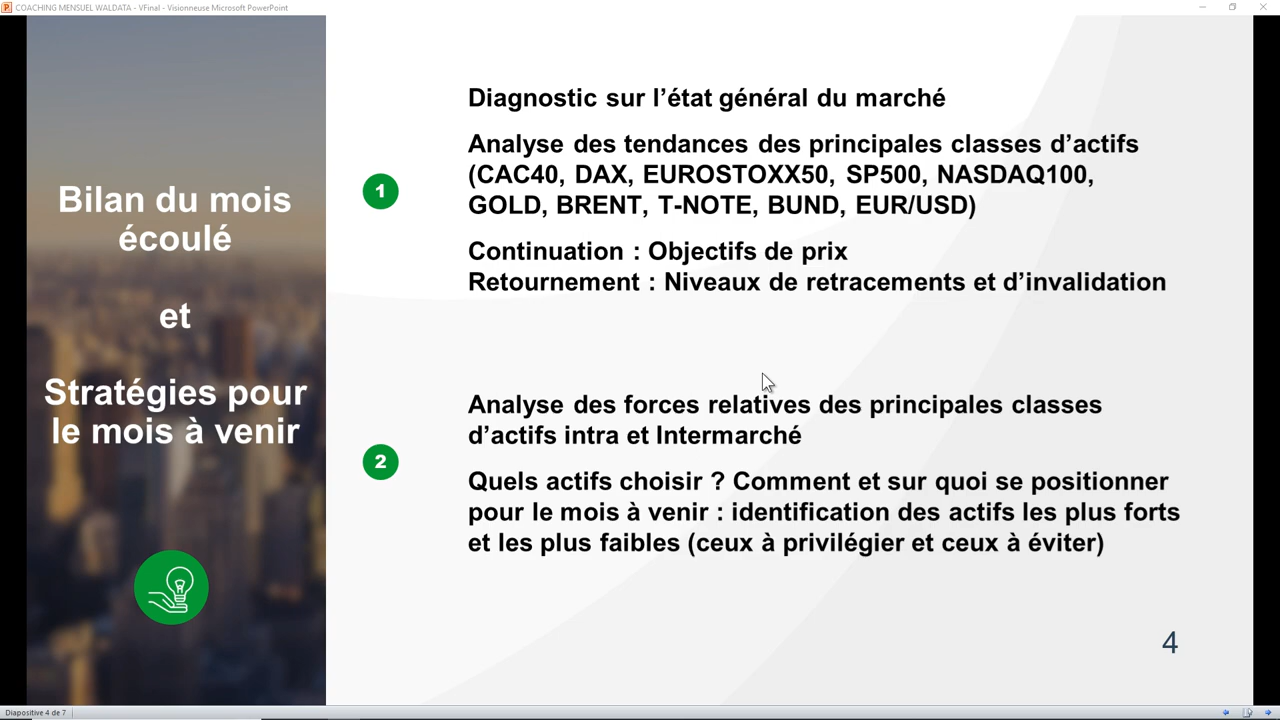 COACHING MENSUEL WALDATA - VFinal - Visionneuse Microsoft PowerPoint
Bilan du mois
écoulé
et
Stratégies pour
le mois à venir
1
Diagnostic sur l’état général du marché
Analyse des tendances des principales classes d’actifs
(CAC40, DAX, EUROSTOXX50, SP500, NASDAQ100,
GOLD, BRENT, T-NOTE, BUND, EUR/USD)
Continuation : Objectifs de prix
Retournement : Niveaux de retracements et d’invalidation
2
Analyse des forces relatives des principales classes
d’actifs intra et Intermarché
Quels actifs choisir ? Comment et sur quoi se positionner
pour le mois à venir : identification des actifs les plus forts
et les plus faibles (ceux à privilégier et ceux à éviter)
4
Diapositive 4 de 7